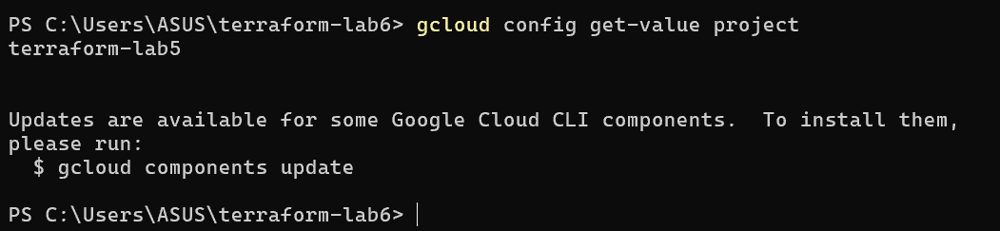 PS C:\Users\ASUS\terraform-lab6> gcloud config get-value project
terraform-lab5
Updates are available for some Google Cloud CLI components.  To install them,
please run:
  $ gcloud components update
PS C:\Users\ASUS\terraform-lab6>